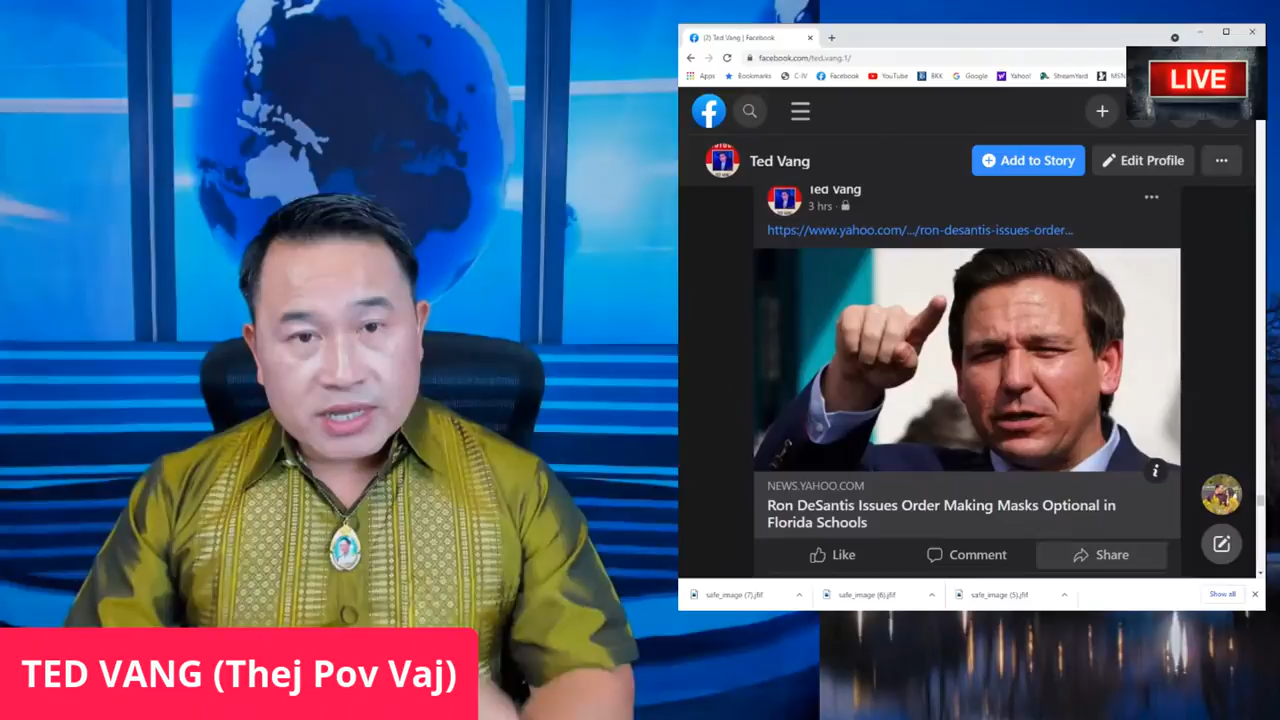 (2) Ted Vang | Facebook
facebook.com/ted.vang.1/
Apps Bookmarks C-IV Facebook YouTube BKK Google Yahoo! StreamYard MSN
LIVE
Ted Vang
Add to Story
Edit Profile
Ted Vang
3 hrs
https://www.yahoo.com/.../ron-desantis-issues-order...
NEWS.YAHOO.COM
Ron DeSantis Issues Order Making Masks Optional in
Florida Schools
Like Comment Share
safe_image (7).jfif safe_image (6).jfif safe_image (5).jfif Show all
TED VANG (Thej Pov Vaj)